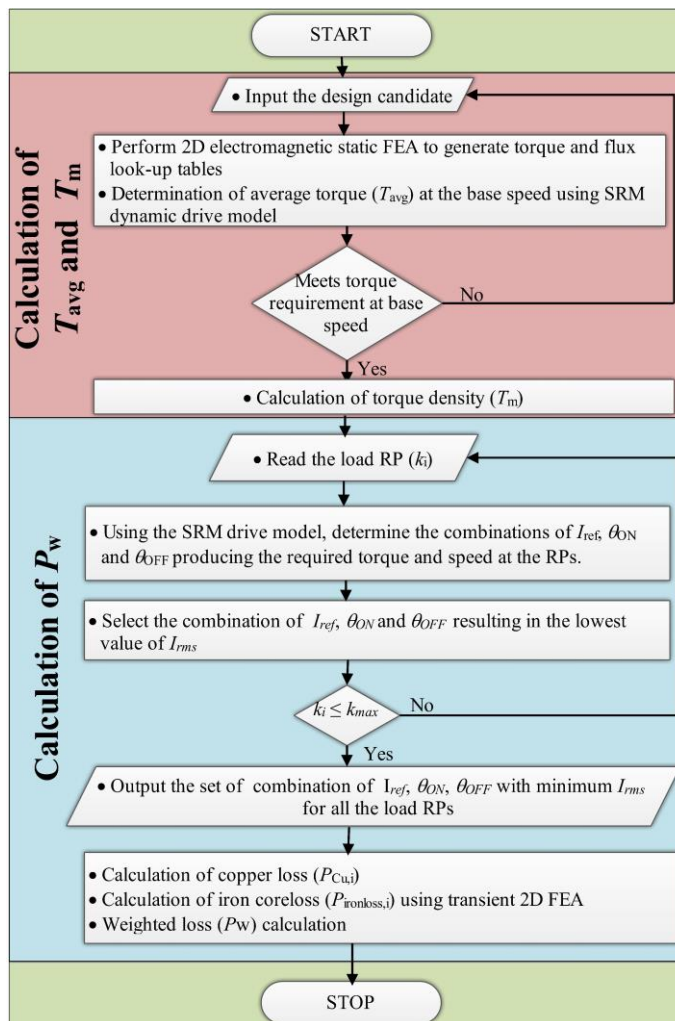 START
Calculation of
Tavg and Tm
• Input the design candidate
• Perform 2D electromagnetic static FEA to generate torque and flux
look-up tables
• Determination of average torque (Tavg) at the base speed using SRM
dynamic drive model
Meets torque
requirement at base
speed
No
Yes
• Calculation of torque density (Tm)
Calculation of Pw
• Read the load RP (ki)
• Using the SRM drive model, determine the combinations of Iref, θON
and θOFF producing the required torque and speed at the RPs.
• Select the combination of Iref, θON and θOFF resulting in the lowest
value of Irms
ki ≤ kmax
No
Yes
• Output the set of combination of Iref, θON, θOFF with minimum Irms
for all the load RPs
• Calculation of copper loss (PCu,i)
• Calculation of iron coreloss (Pironloss,i) using transient 2D FEA
• Weighted loss (Pw) calculation
STOP